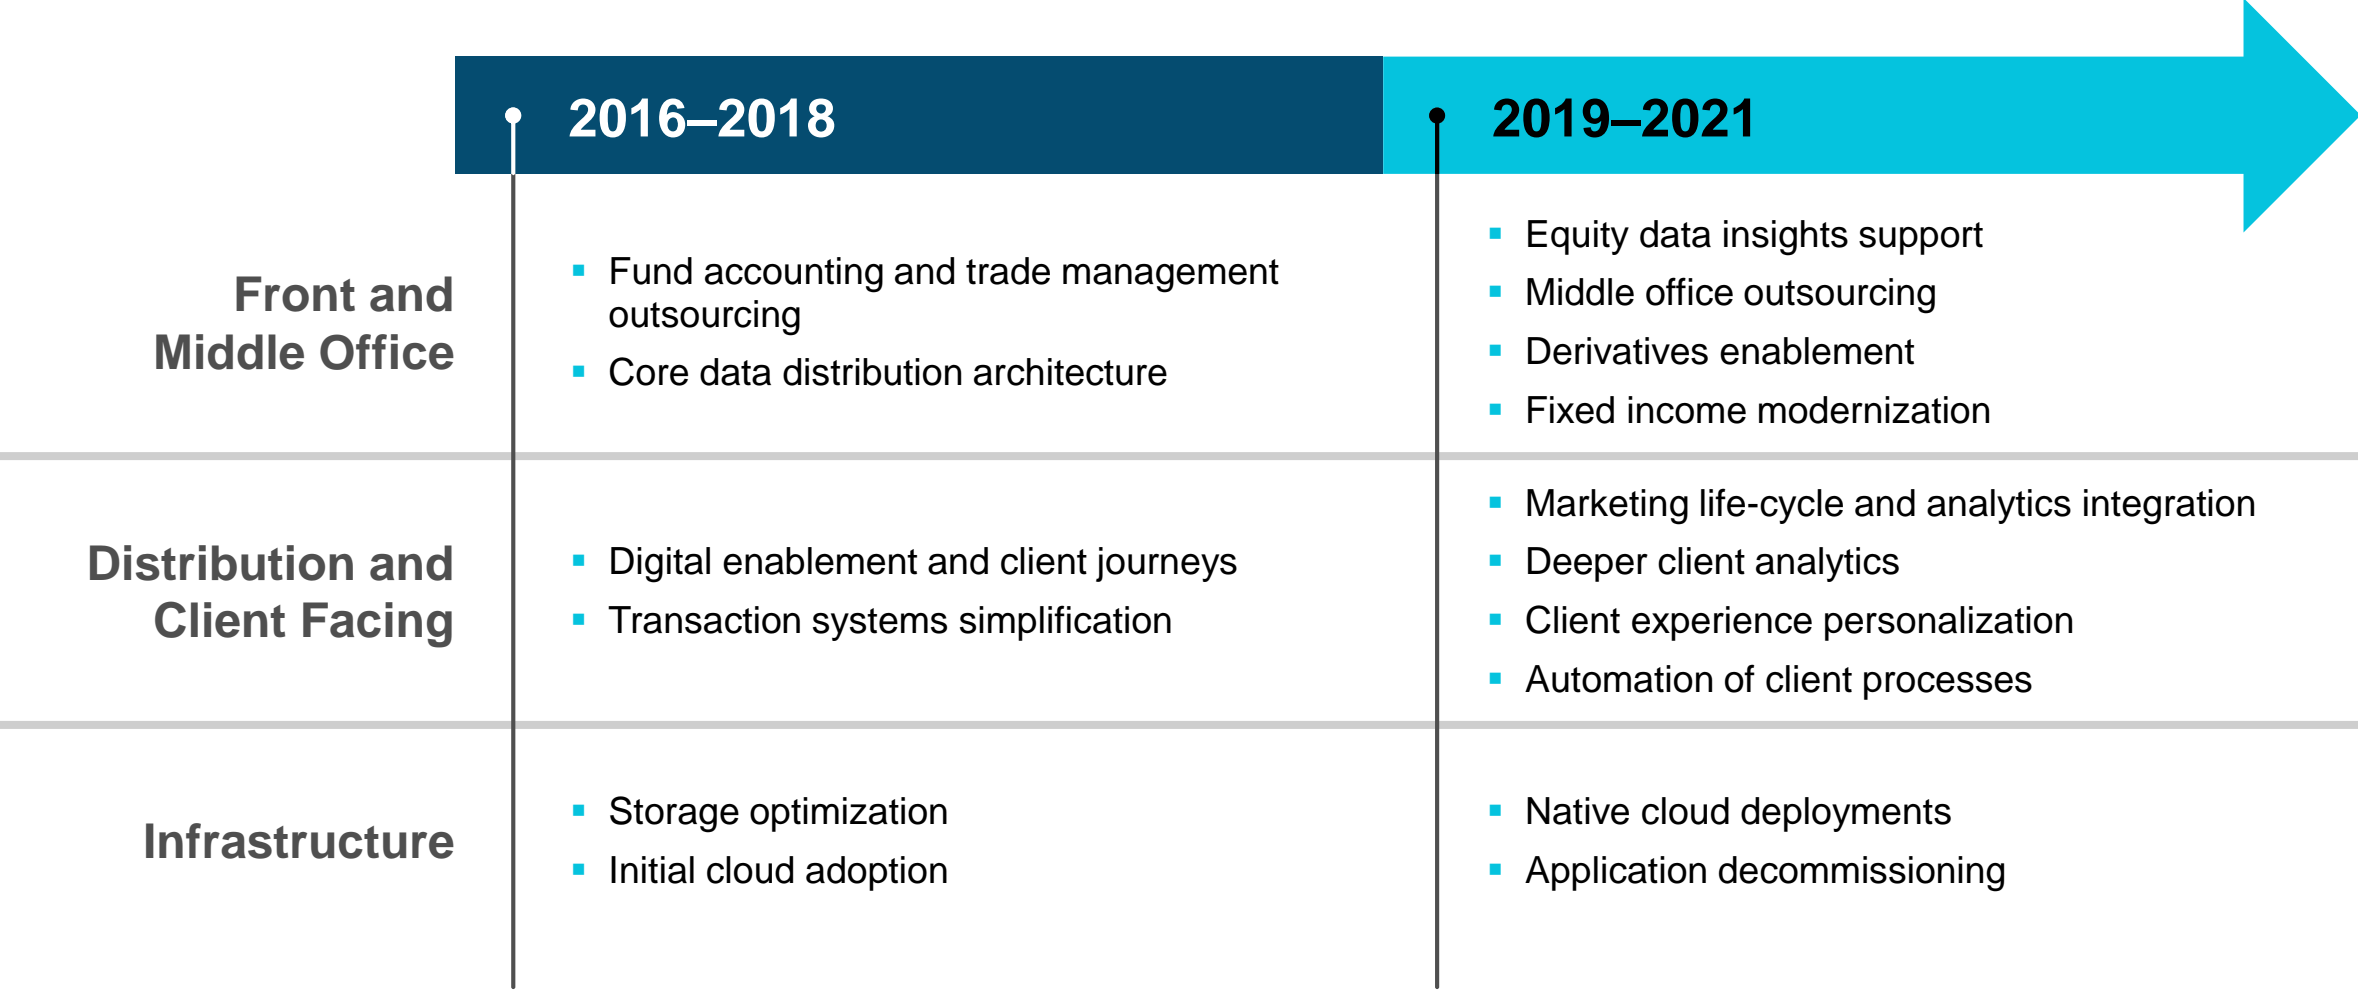 2016–2018
2019–2021
Front and
Middle Office
Fund accounting and trade management
outsourcing
Core data distribution architecture
Equity data insights support
Middle office outsourcing
Derivatives enablement
Fixed income modernization
Distribution and
Client Facing
Digital enablement and client journeys
Transaction systems simplification
Marketing life-cycle and analytics integration
Deeper client analytics
Client experience personalization
Automation of client processes
Infrastructure
Storage optimization
Initial cloud adoption
Native cloud deployments
Application decommissioning